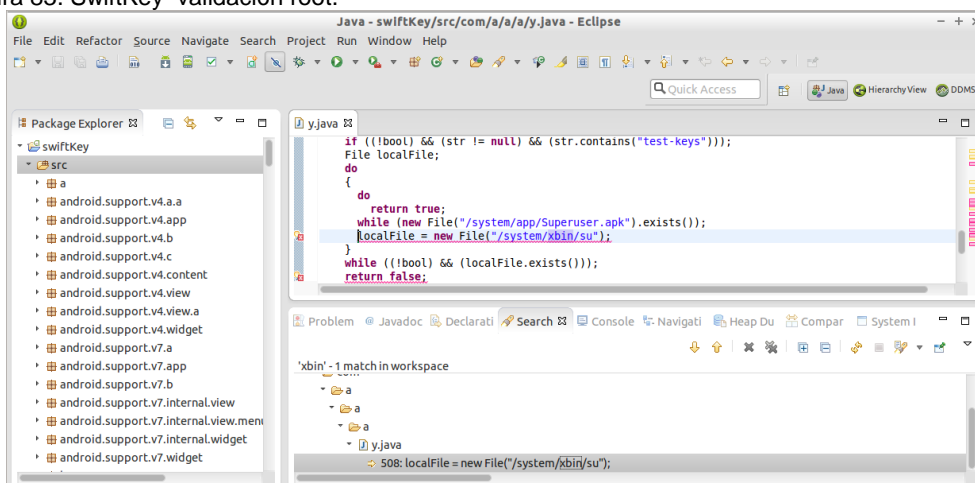 Java - swiftKey/src/com/a/a/a/y.java - Eclipse
File Edit Refactor Source Navigate Search Project Run Window Help
Quick Access
Java
HierarchyView
DDMS
Package Explorer
swiftKey
src
a
android.support.v4.a.a
android.support.v4.app
android.support.v4.b
android.support.v4.c
android.support.v4.content
android.support.v4.view
android.support.v4.view.a
android.support.v4.widget
android.support.v7.a
android.support.v7.app
android.support.v7.b
android.support.v7.internal.view
android.support.v7.internal.view.menu
android.support.v7.internal.widget
android.support.v7.widget
y.java
if ((!bool) && (str != null) && (str.contains("test-keys")));
File localFile;
do
{
do
return true;
while (new File("/system/app/Superuser.apk").exists());
localFile = new File("/system/xbin/su");
}
while ((!bool) && (localFile.exists()));
return false;
Problem @ Javadoc Declarati Search Console Navigati Heap Du Compar System I
'xbin' - 1 match in workspace
a
a
a
y.java
508: localFile = new File("/system/xbin/su");